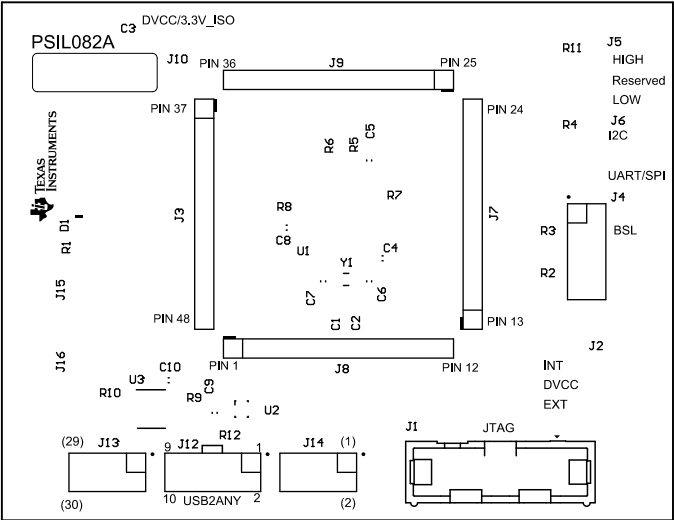 C3 DVCC/3.3V_ISO
PSIL082A
J10
PIN 36
J9
PIN 25
R11
J5
HIGH
Reserved
LOW
PIN 37
PIN 24
R4
J6
I2C
C5
R5
R6
TEXAS
INSTRUMENTS
UART/SPI
J4
J3
R8
R7
J7
D1
R1
C8
U1
C4
Y1
R3
BSL
R2
J15
C7
C6
PIN 48
C1
C2
PIN 13
J16
PIN 1
J8
PIN 12
J2
INT
DVCC
EXT
U3
C10
R10
R9
C9
U2
R12
J1
JTAG
(29)
J13
9
J12
1
J14
(1)
(30)
10
USB2ANY
2
(2)